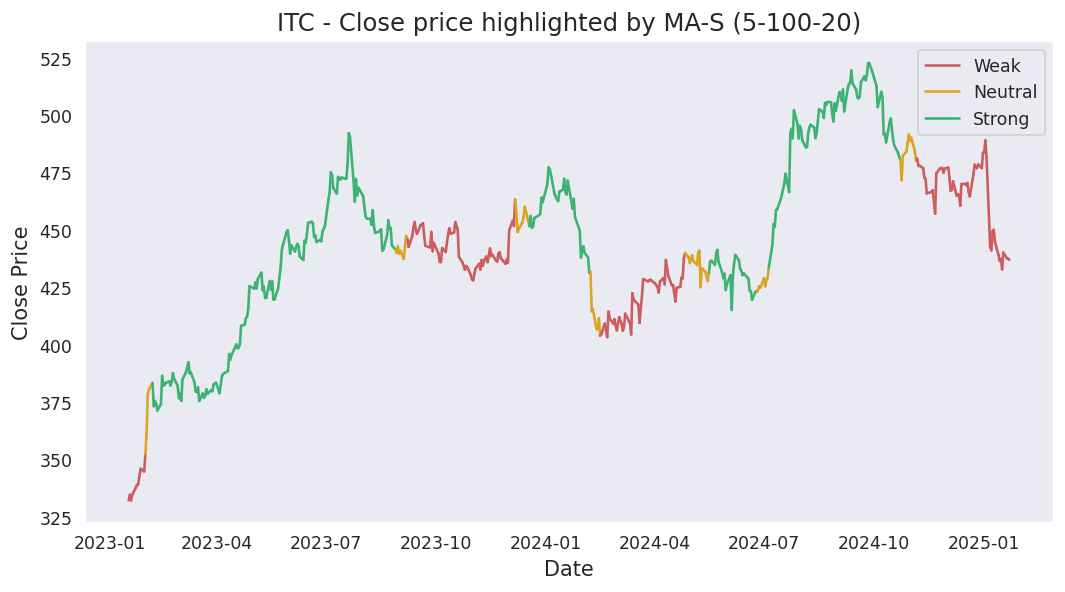 ITC - Close price highlighted by MA-S (5-100-20)
Weak
Neutral
Strong
Close Price
525
500
475
450
425
400
375
350
325
2023-01 2023-04 2023-07 2023-10 2024-01 2024-04 2024-07 2024-10 2025-01
Date